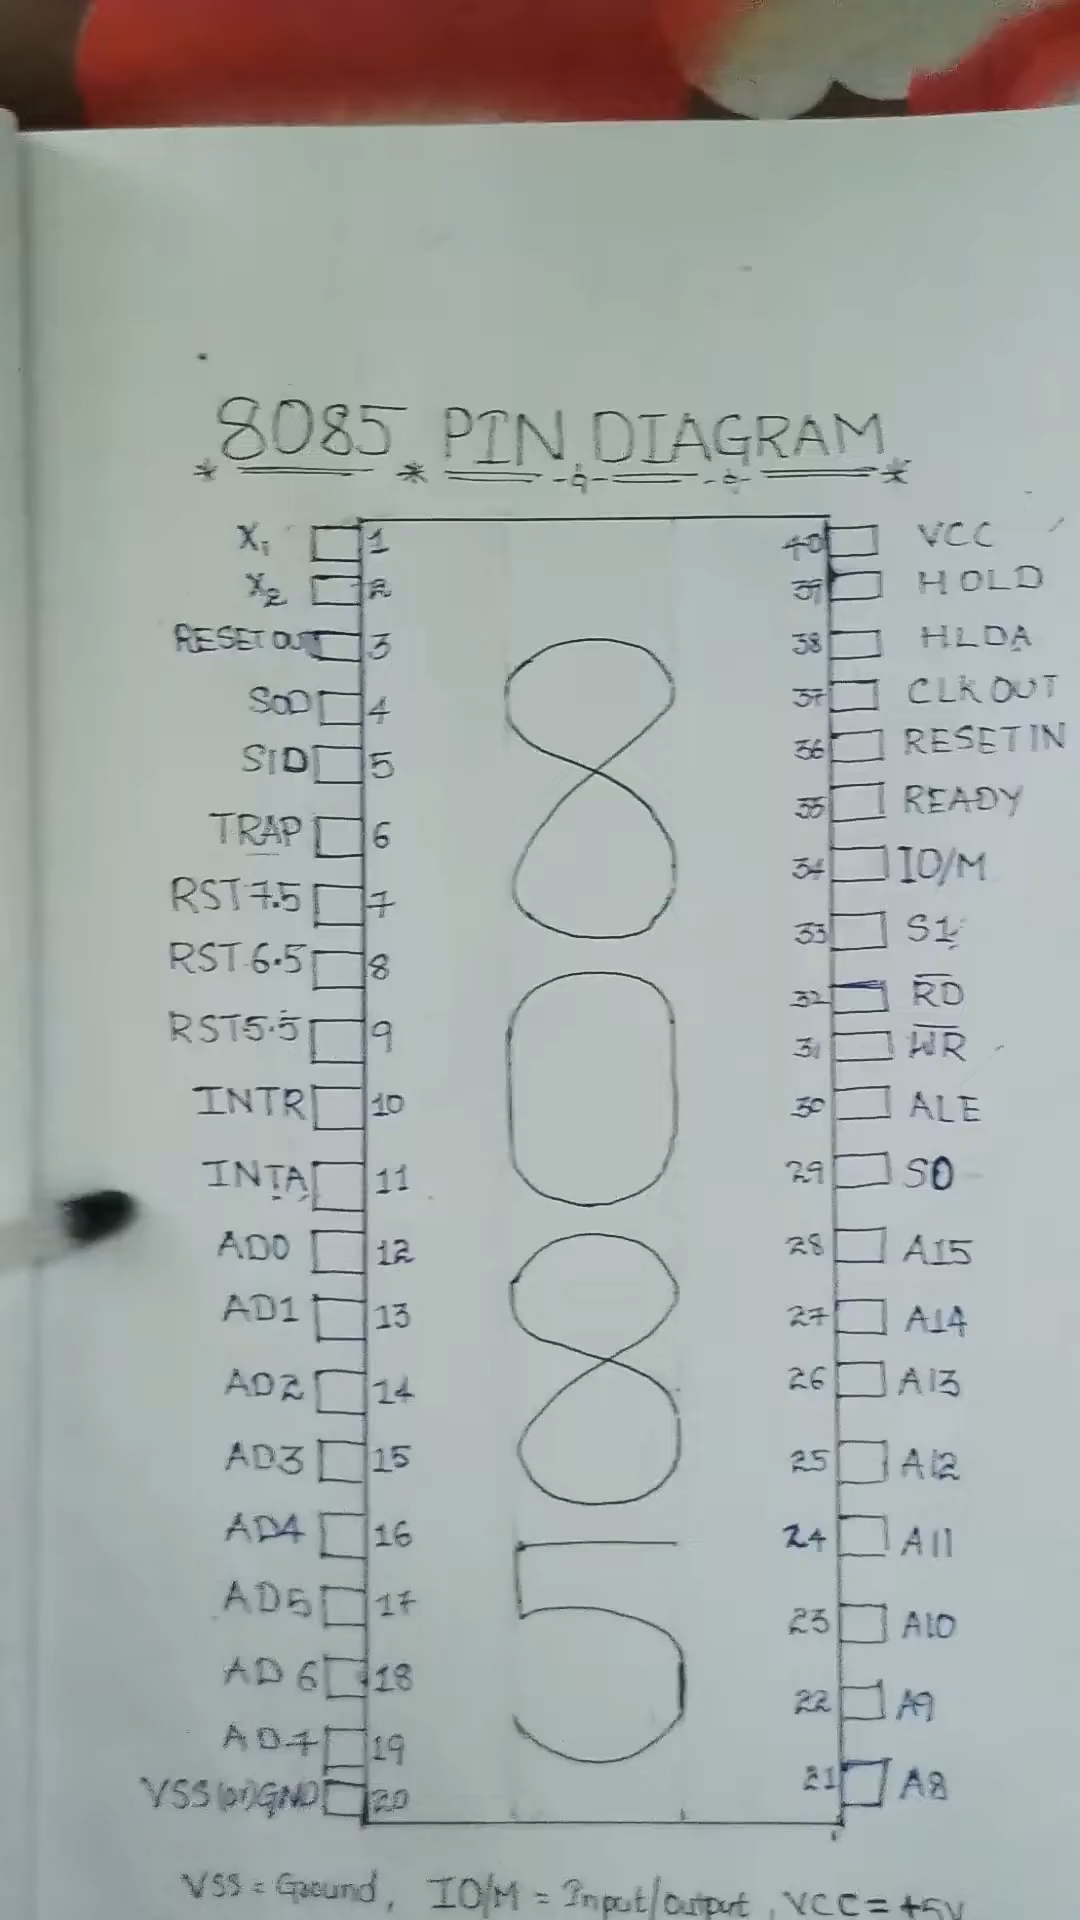 8085 PIN DIAGRAM
X1 1 40 VCC
X2 2 39 HOLD
RESET OUT 3 38 HLDA
SOD 4 37 CLK OUT
SID 5 36 RESET IN
TRAP 6 35 READY
RST 7.5 7 34 IO/M
RST 6.5 8 33 S1
RST 5.5 9 32 R̅D̅
INTR 10 31 W̅R̅
INTA 11 30 ALE
AD0 12 29 S0
AD1 13 28 A15
AD2 14 27 A14
AD3 15 26 A13
AD4 16 25 A12
AD5 17 24 A11
AD6 18 23 A10
AD7 19 22 A9
VSS(or)GND 20 21 A8
8085
VSS = Ground, IO/M = Input/output, VCC = +5V